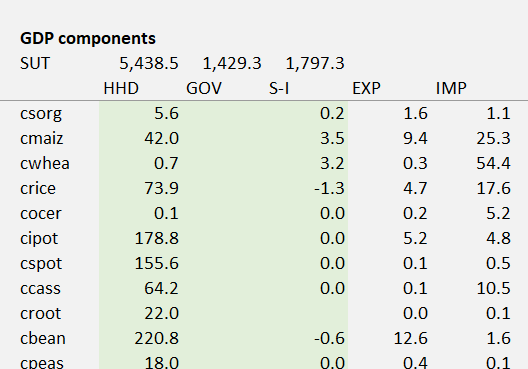 GDP components
SUT 5,438.5 1,429.3 1,797.3
HHD GOV S-I EXP IMP
csorg 5.6 0.2 1.6 1.1
cmaiz 42.0 3.5 9.4 25.3
cwhea 0.7 3.2 0.3 54.4
crice 73.9 -1.3 4.7 17.6
cocer 0.1 0.0 0.2 5.2
cipot 178.8 0.0 5.2 4.8
cspot 155.6 0.0 0.1 0.5
ccass 64.2 0.0 0.1 10.5
croot 22.0 0.0 0.1
cbean 220.8 -0.6 12.6 1.6
cpeas 18.0 0.0 0.4 0.1